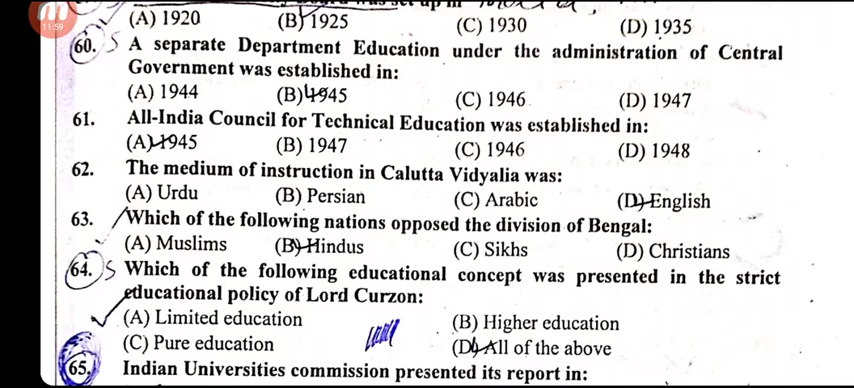 M
11:59
set up in
(A) 1920 (B) 1925 (C) 1930 (D) 1935
60. S A separate Department Education under the administration of Central
Government was established in:
(A) 1944 (B) 1945 (C) 1946 (D) 1947
61. All-India Council for Technical Education was established in:
(A) 1945 (B) 1947 (C) 1946 (D) 1948
62. The medium of instruction in Calutta Vidyalia was:
(A) Urdu (B) Persian (C) Arabic (D) English
63. Which of the following nations opposed the division of Bengal:
(A) Muslims (B) Hindus (C) Sikhs (D) Christians
64. S Which of the following educational concept was presented in the strict
educational policy of Lord Curzon:
(A) Limited education (B) Higher education
(C) Pure education (D) All of the above
65. Indian Universities commission presented its report in: